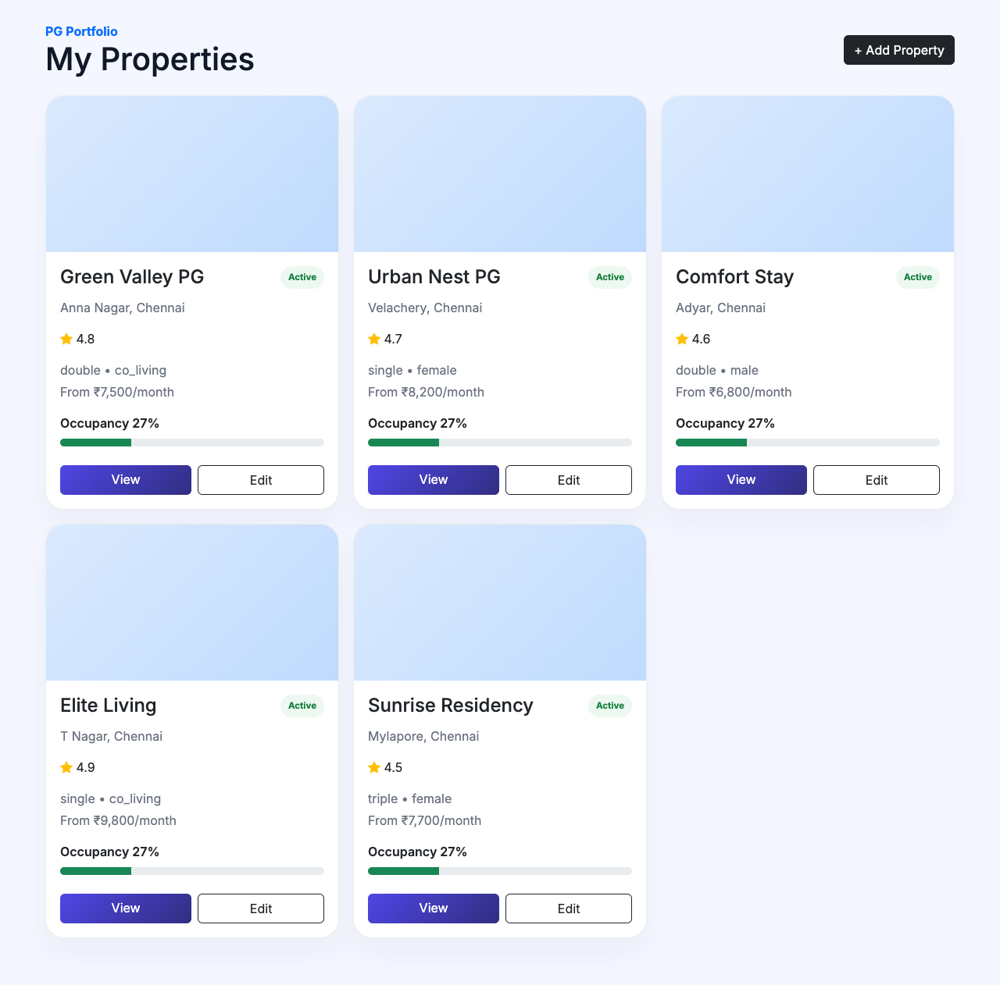 PG Portfolio
My Properties
+ Add Property
Green Valley PG
Active
Anna Nagar, Chennai
4.8
double • co_living
From ₹7,500/month
Occupancy 27%
View
Edit
Urban Nest PG
Active
Velachery, Chennai
4.7
single • female
From ₹8,200/month
Occupancy 27%
View
Edit
Comfort Stay
Active
Adyar, Chennai
4.6
double • male
From ₹6,800/month
Occupancy 27%
View
Edit
Elite Living
Active
T Nagar, Chennai
4.9
single • co_living
From ₹9,800/month
Occupancy 27%
View
Edit
Sunrise Residency
Active
Mylapore, Chennai
4.5
triple • female
From ₹7,700/month
Occupancy 27%
View
Edit